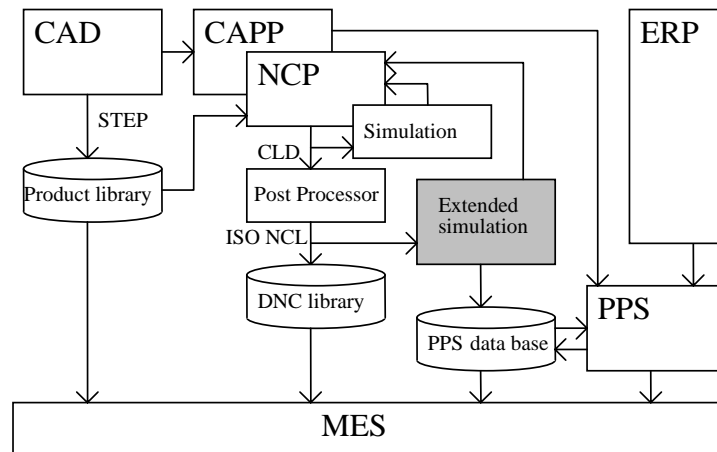 CAD
CAPP
ERP
NCP
STEP
Simulation
CLD
Product library
Post Processor
Extended
simulation
ISO NCL
DNC library
PPS
PPS data base
MES